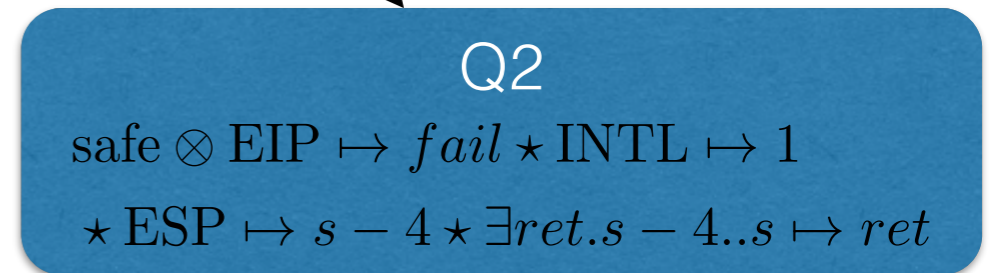 Q2
safe ⊗ EIP ↦ fail ⋆ INTL ↦ 1
⋆ ESP ↦ s − 4 ⋆ ∃ret.s − 4..s ↦ ret